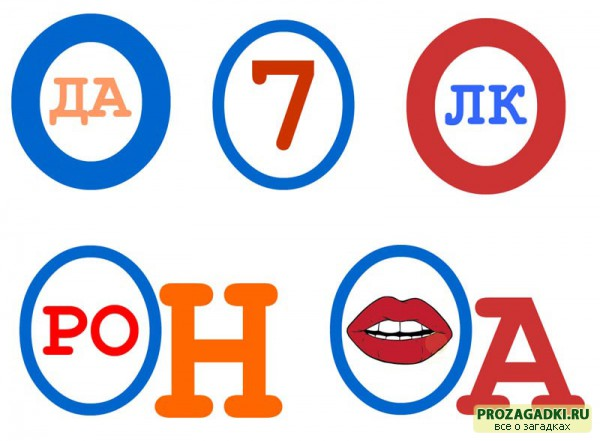 ДА 7 ЛК
РО Н А
PROZAGADKI.RU
все о загадках